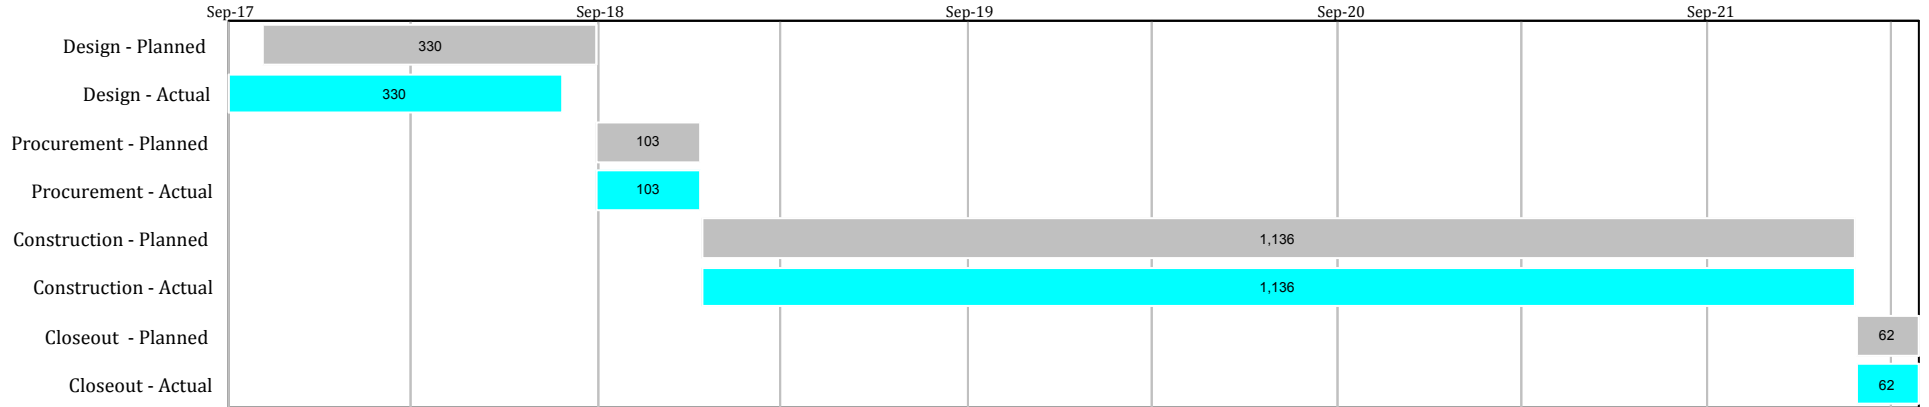 Sep-17 Sep-18 Sep-19 Sep-20 Sep-21
Design - Planned 330
Design - Actual 330
Procurement - Planned 103
Procurement - Actual 103
Construction - Planned 1,136
Construction - Actual 1,136
Closeout  - Planned 62
Closeout - Actual 62